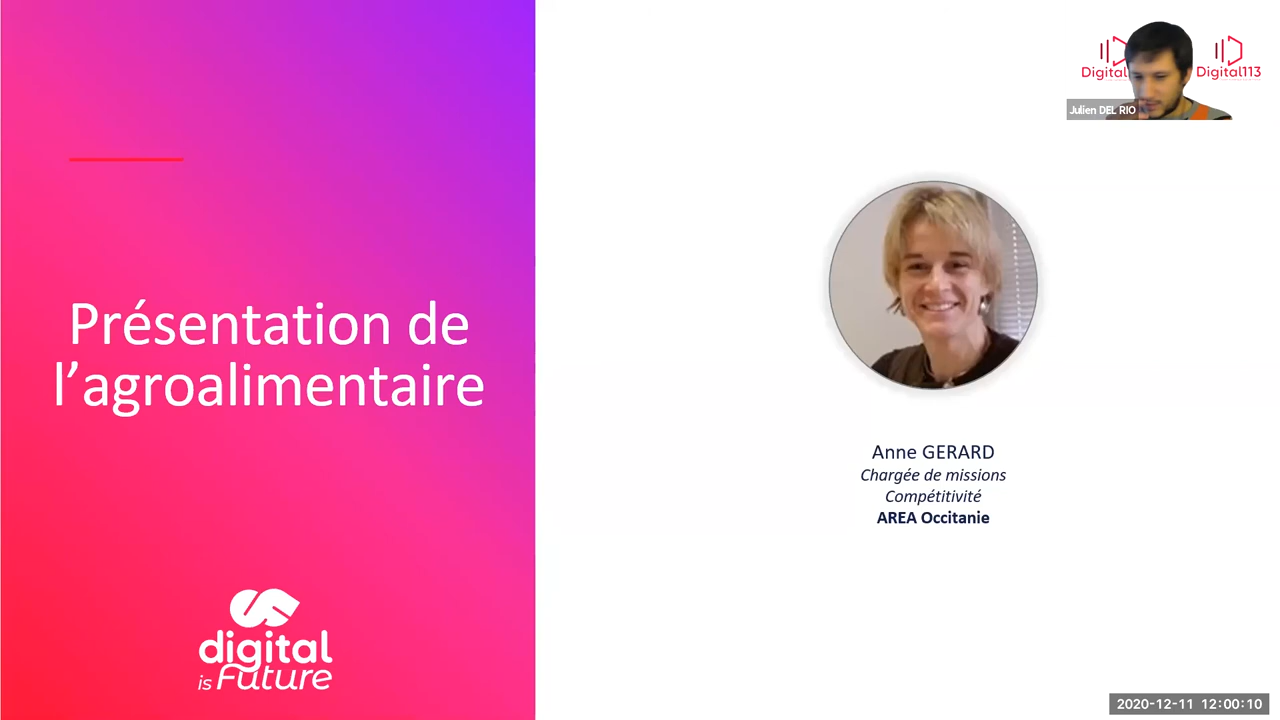 Présentation de
l’agroalimentaire
digital
is Future
Digital
Digital113
Julien DEL RIO
Anne GERARD
Chargée de missions
Compétitivité
AREA Occitanie
2020-12-11 12:00:10